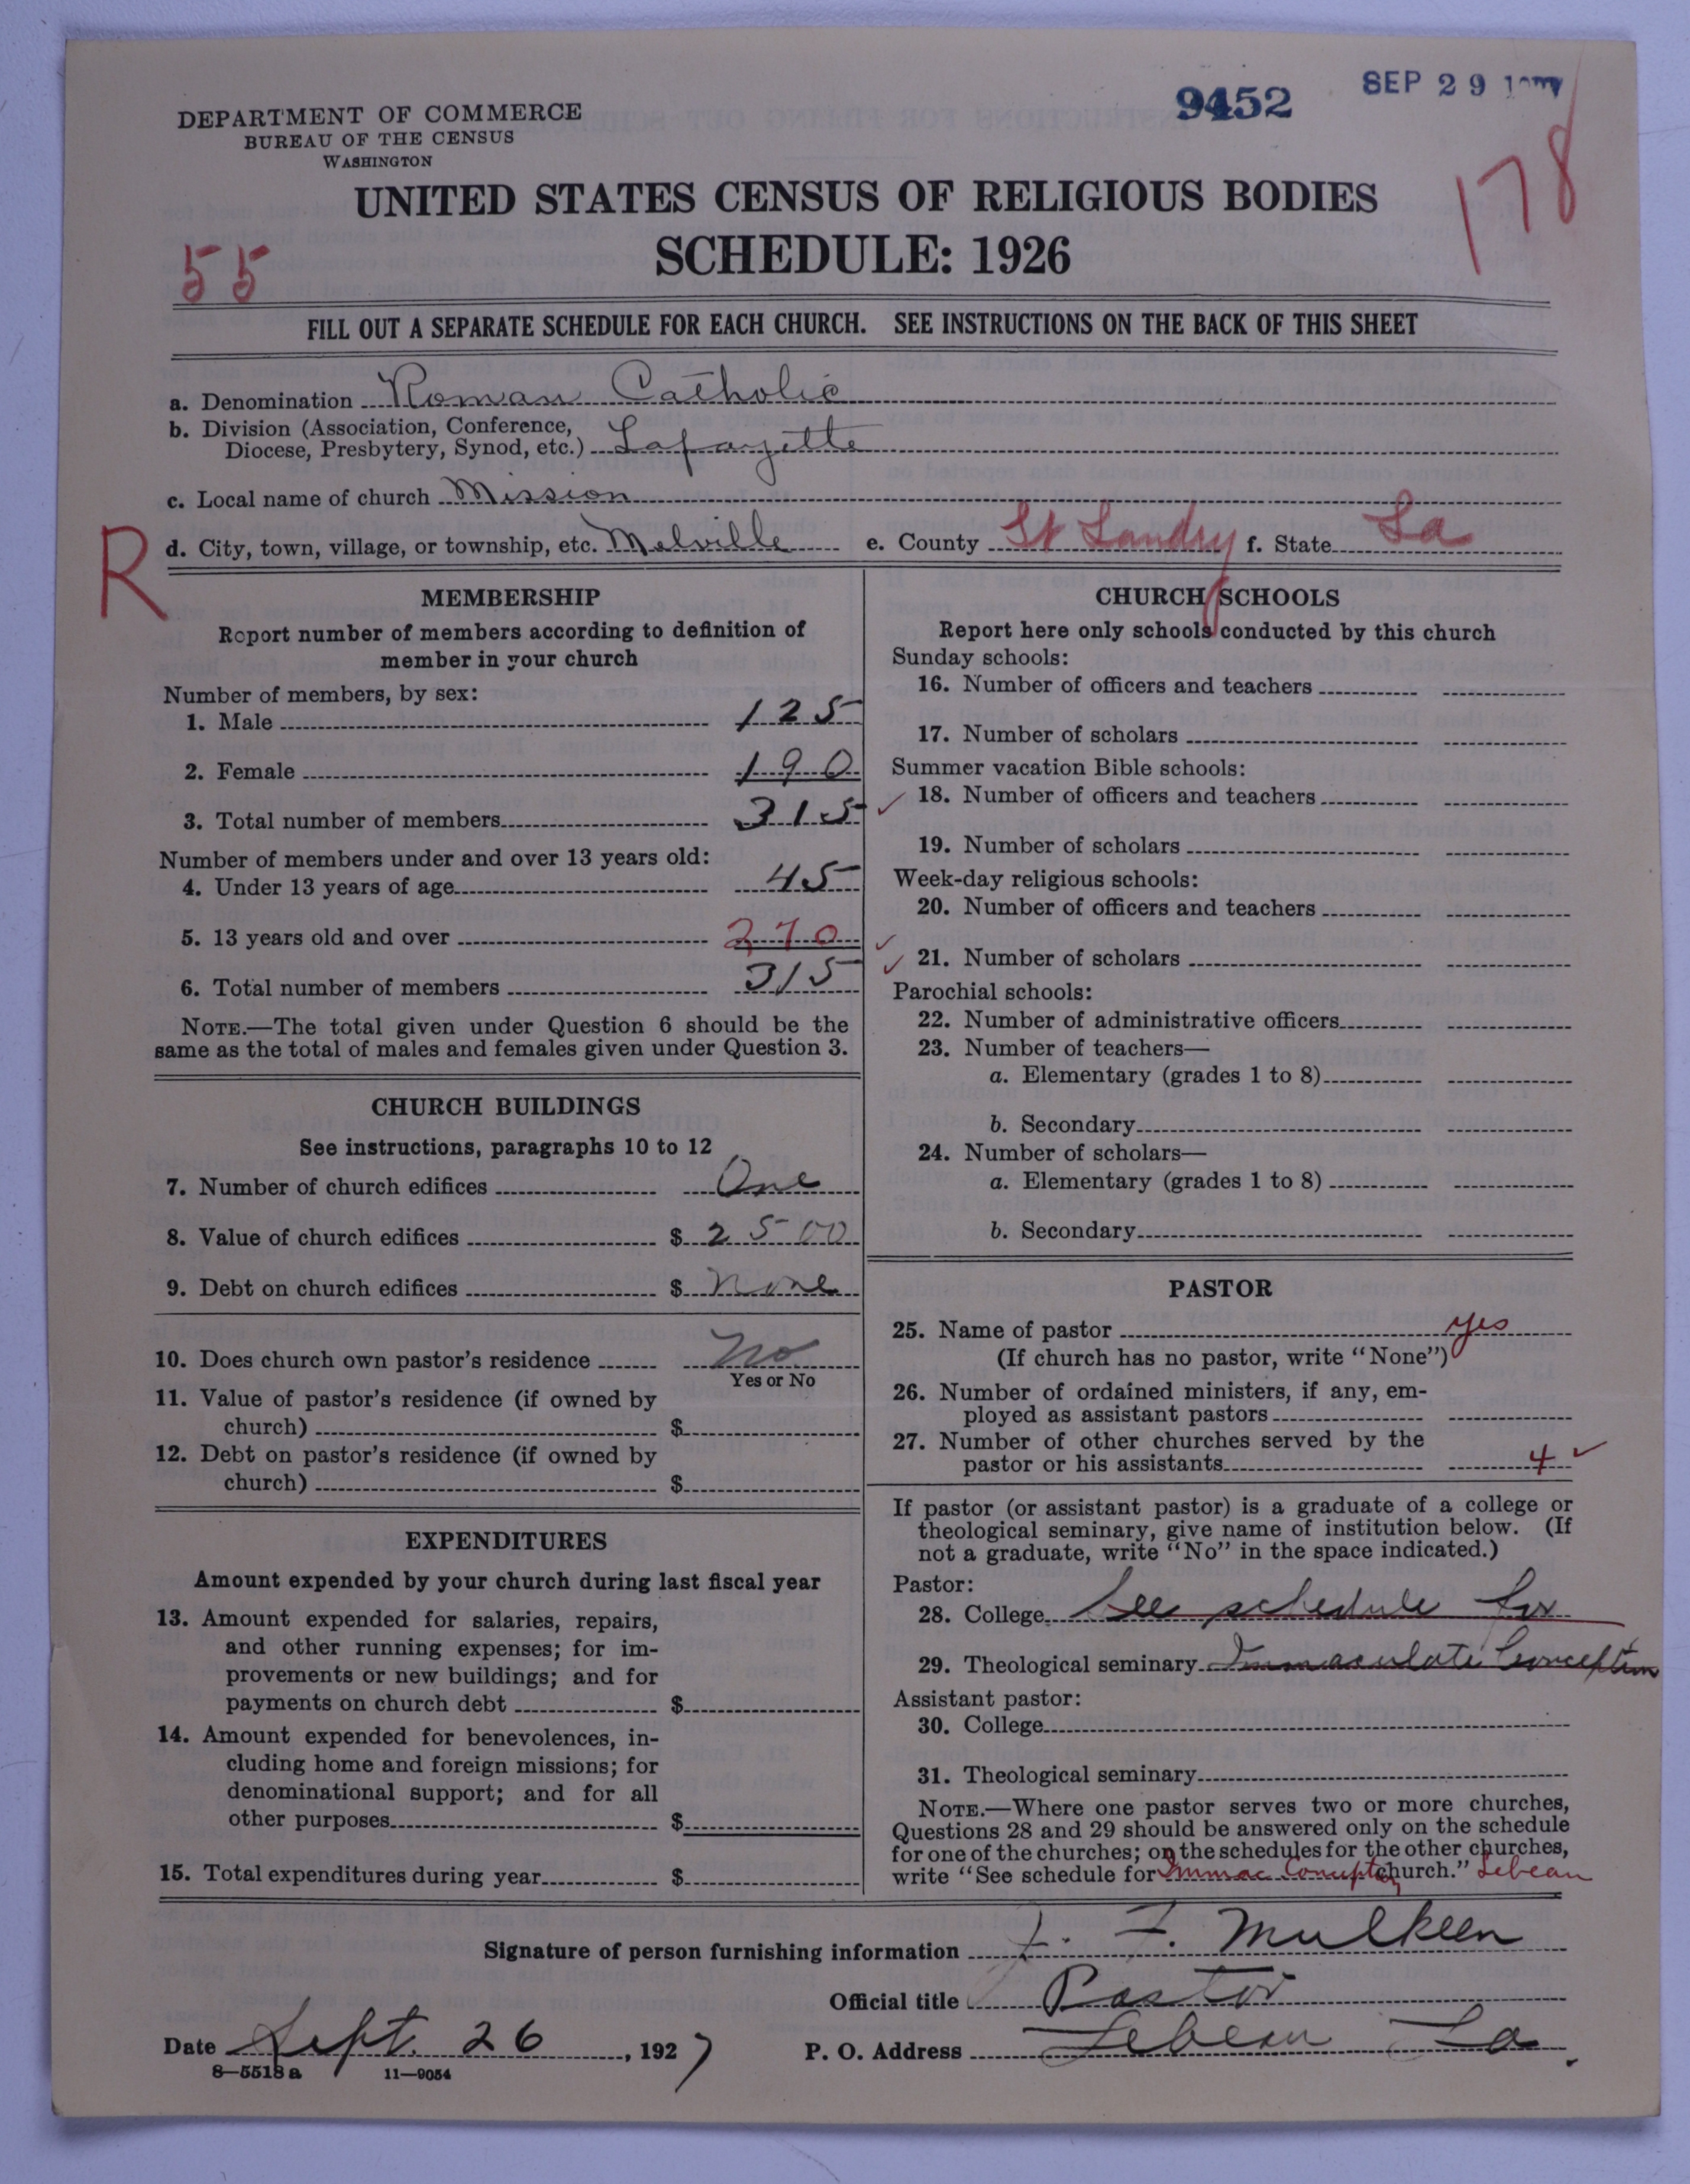 9452
SEP 29
DEPARTMENT OF COMMERCE
BUREAU OF THE CENSUS
WASHINGTON
178
UNITED STATES CENSUS OF RELIGIOUS BODIES
SCHEDULE: 1926
55
FILL OUT A SEPARATE SCHEDULE FOR EACH CHURCH. SEE INSTRUCTIONS ON THE BACK OF THIS SHEET
a. Denomination Roman Catholic
b. Division (Association, Conference,
Diocese, Presbytery, Synod, etc.) Lafayette
c. Local name of church Mission
R
d. City, town, village, or township, etc. Melville e. County St Landry f. State La
MEMBERSHIP
Report number of members according to definition of
member in your church
Number of members, by sex:
1. Male 125
2. Female 190
3. Total number of members 315 ✓
Number of members under and over 13 years old:
4. Under 13 years of age 45
5. 13 years old and over 270 ✓
6. Total number of members 315 ✓
NOTE.—The total given under Question 6 should be the
same as the total of males and females given under Question 3.
CHURCH BUILDINGS
See instructions, paragraphs 10 to 12
7. Number of church edifices One
8. Value of church edifices $ 2500
9. Debt on church edifices $ None
10. Does church own pastor's residence No
Yes or No
11. Value of pastor's residence (if owned by
church) $
12. Debt on pastor's residence (if owned by
church) $
EXPENDITURES
Amount expended by your church during last fiscal year
13. Amount expended for salaries, repairs,
and other running expenses; for im-
provements or new buildings; and for
payments on church debt $
14. Amount expended for benevolences, in-
cluding home and foreign missions; for
denominational support; and for all
other purposes $
15. Total expenditures during year $
CHURCH SCHOOLS
Report here only schools conducted by this church
Sunday schools:
16. Number of officers and teachers
17. Number of scholars
Summer vacation Bible schools:
18. Number of officers and teachers
19. Number of scholars
Week-day religious schools:
20. Number of officers and teachers
21. Number of scholars
Parochial schools:
22. Number of administrative officers
23. Number of teachers—
a. Elementary (grades 1 to 8)
b. Secondary
24. Number of scholars—
a. Elementary (grades 1 to 8)
b. Secondary
PASTOR
25. Name of pastor yes
(If church has no pastor, write "None")
26. Number of ordained ministers, if any, em-
ployed as assistant pastors
27. Number of other churches served by the
pastor or his assistants 4 ✓
If pastor (or assistant pastor) is a graduate of a college or
theological seminary, give name of institution below. (If
not a graduate, write "No" in the space indicated.)
Pastor:
28. College See schedule for
29. Theological seminary Immaculate Conception
Assistant pastor:
30. College
31. Theological seminary
NOTE.—Where one pastor serves two or more churches,
Questions 28 and 29 should be answered only on the schedule
for one of the churches; on the schedules for the other churches,
write "See schedule for Immac Concept church." Lebeau
Signature of person furnishing information J. F. Mulkeen
Official title Pastor
Date Sept. 26, 1927 P. O. Address Lebeau La.
8—5518a 11—9054